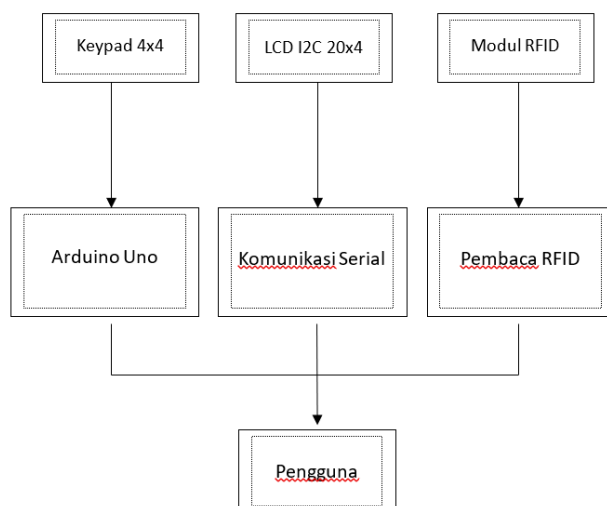 Keypad 4x4
LCD I2C 20x4
Modul RFID
Arduino Uno
Komunikasi Serial
Pembaca RFID
Pengguna